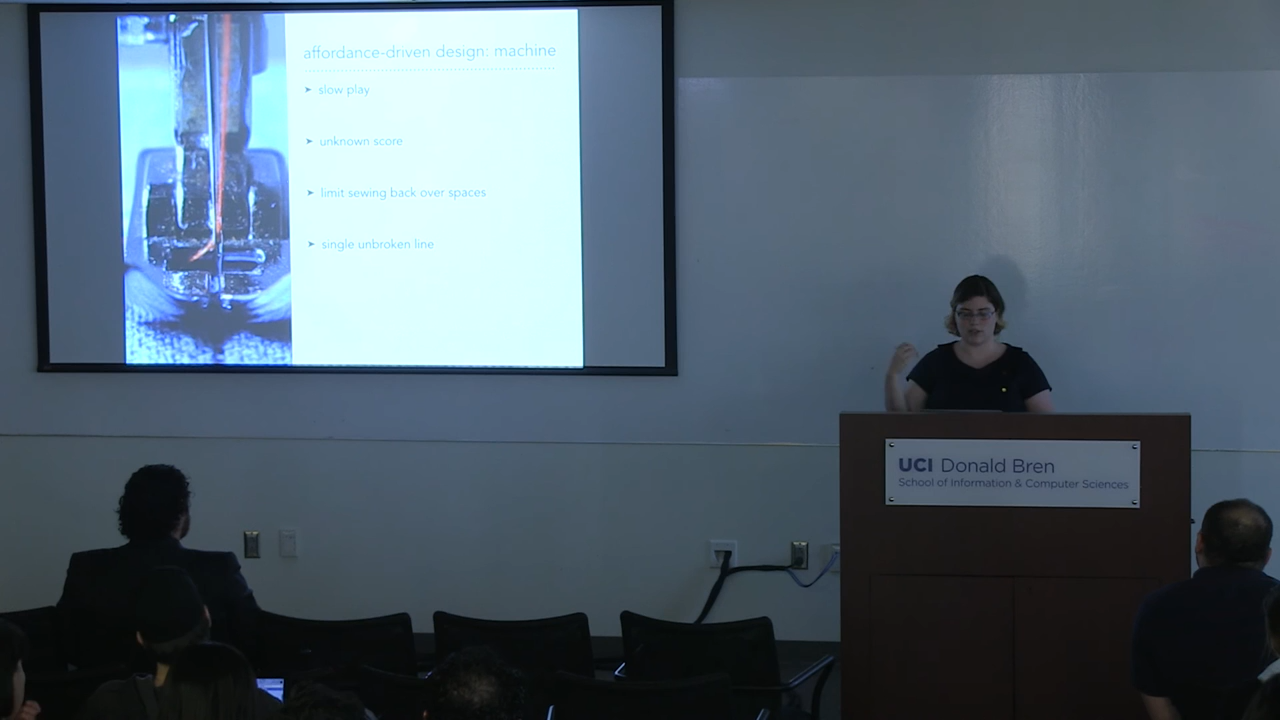 affordance-driven design: machine
➤ slow play
➤ unknown score
➤ limit sewing back over spaces
➤ single unbroken line
UCI Donald Bren
School of Information & Computer Sciences